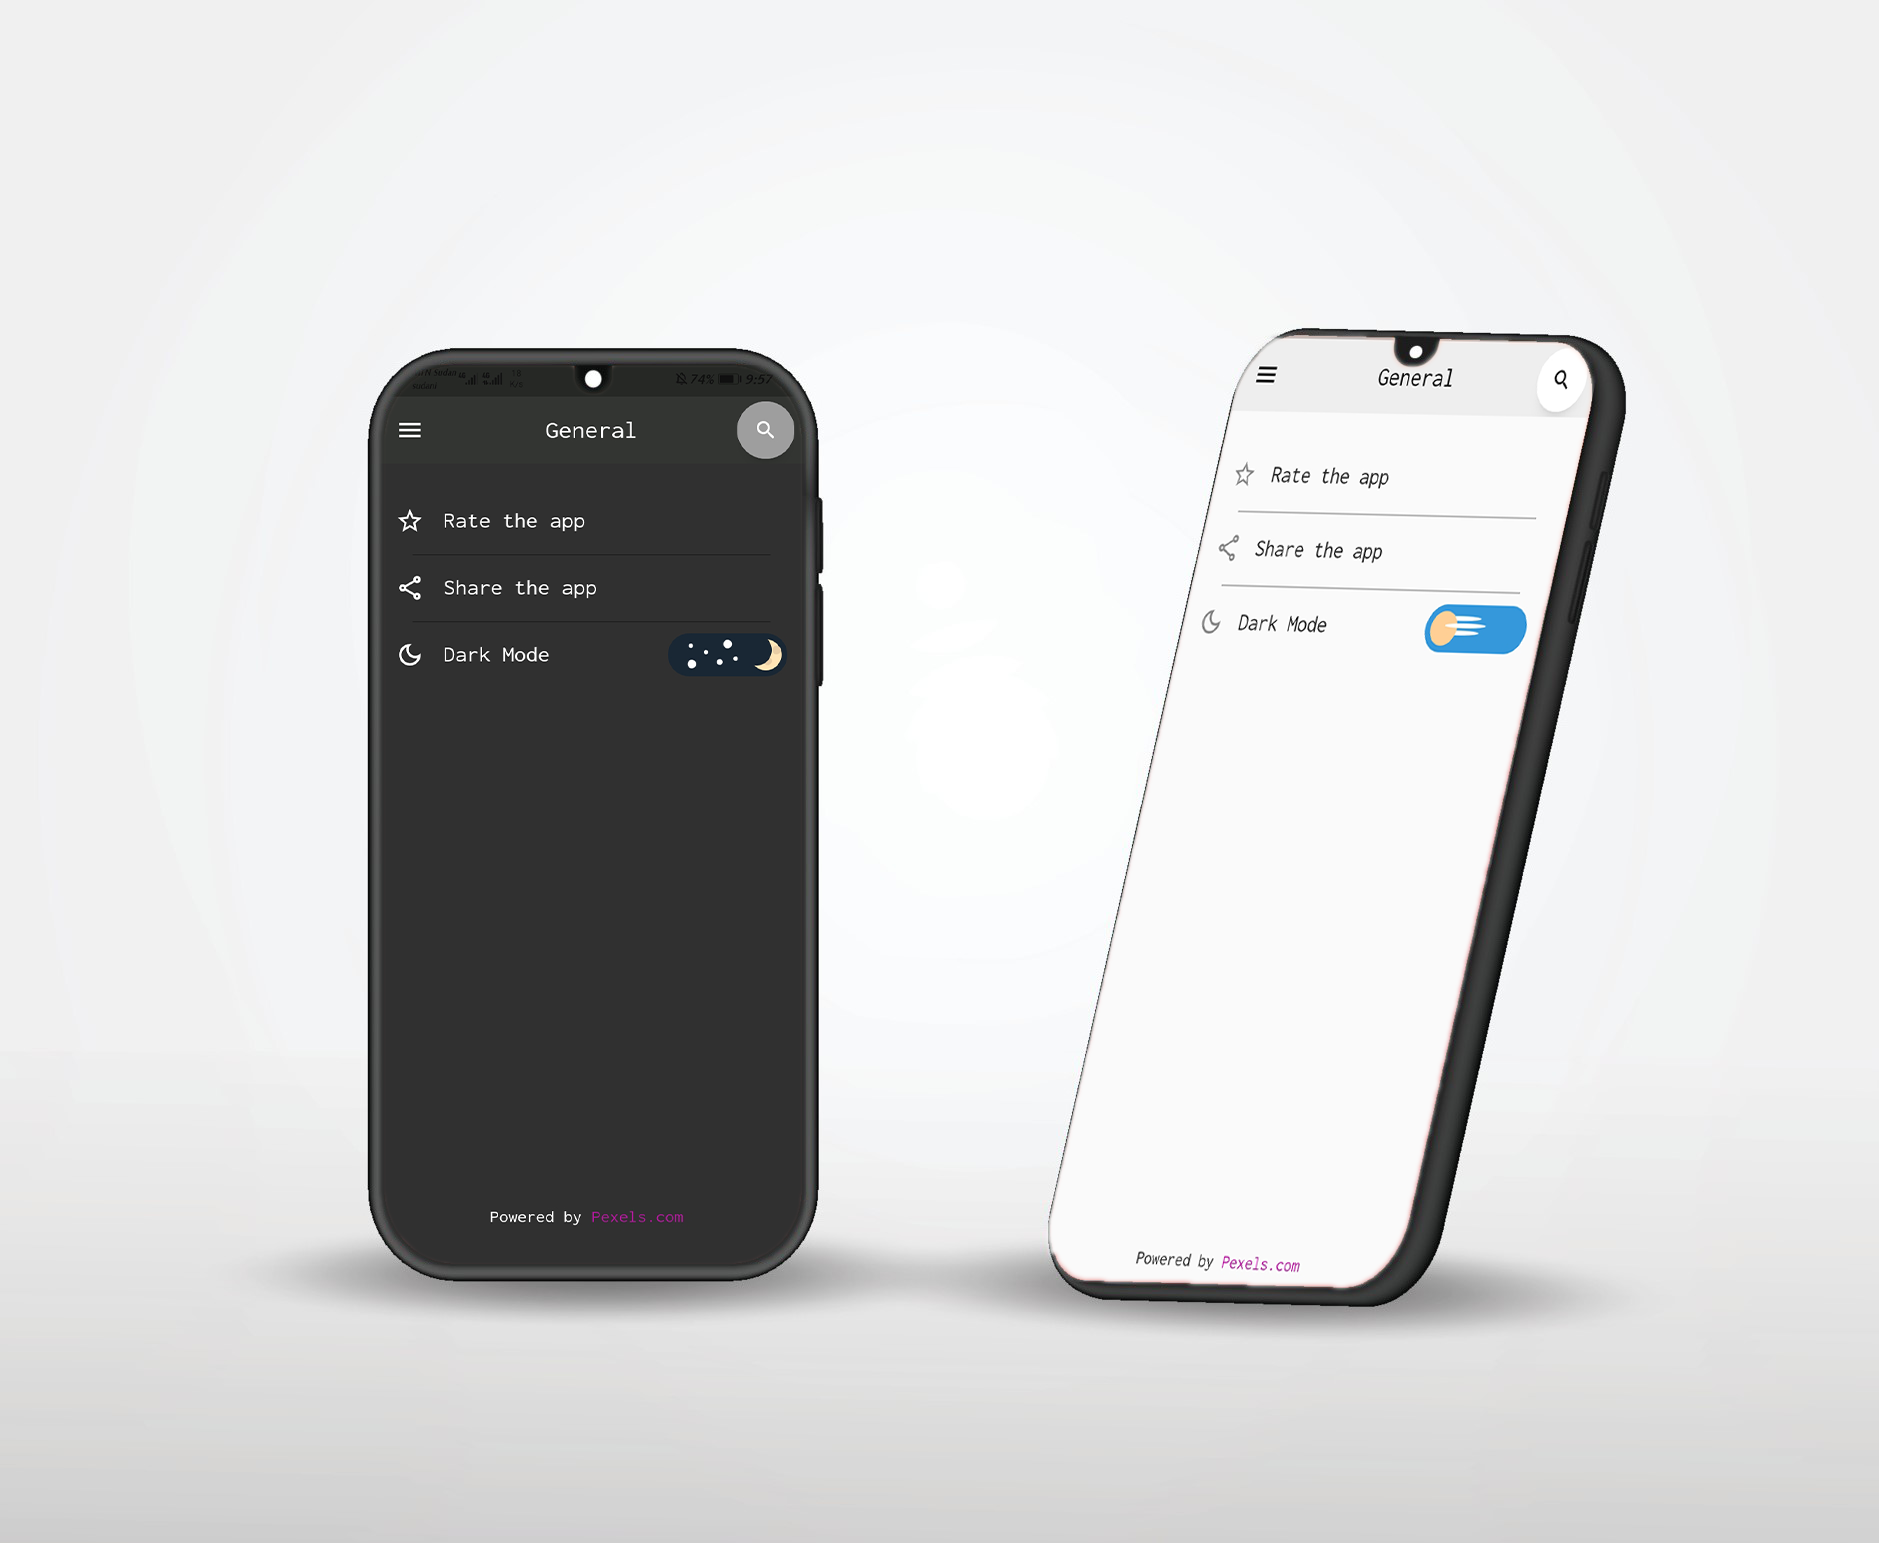 sudani
74% 9:57
General
Rate the app
Share the app
Dark Mode
Powered by Pexels.com
General
Rate the app
Share the app
Dark Mode
Powered by Pexels.com